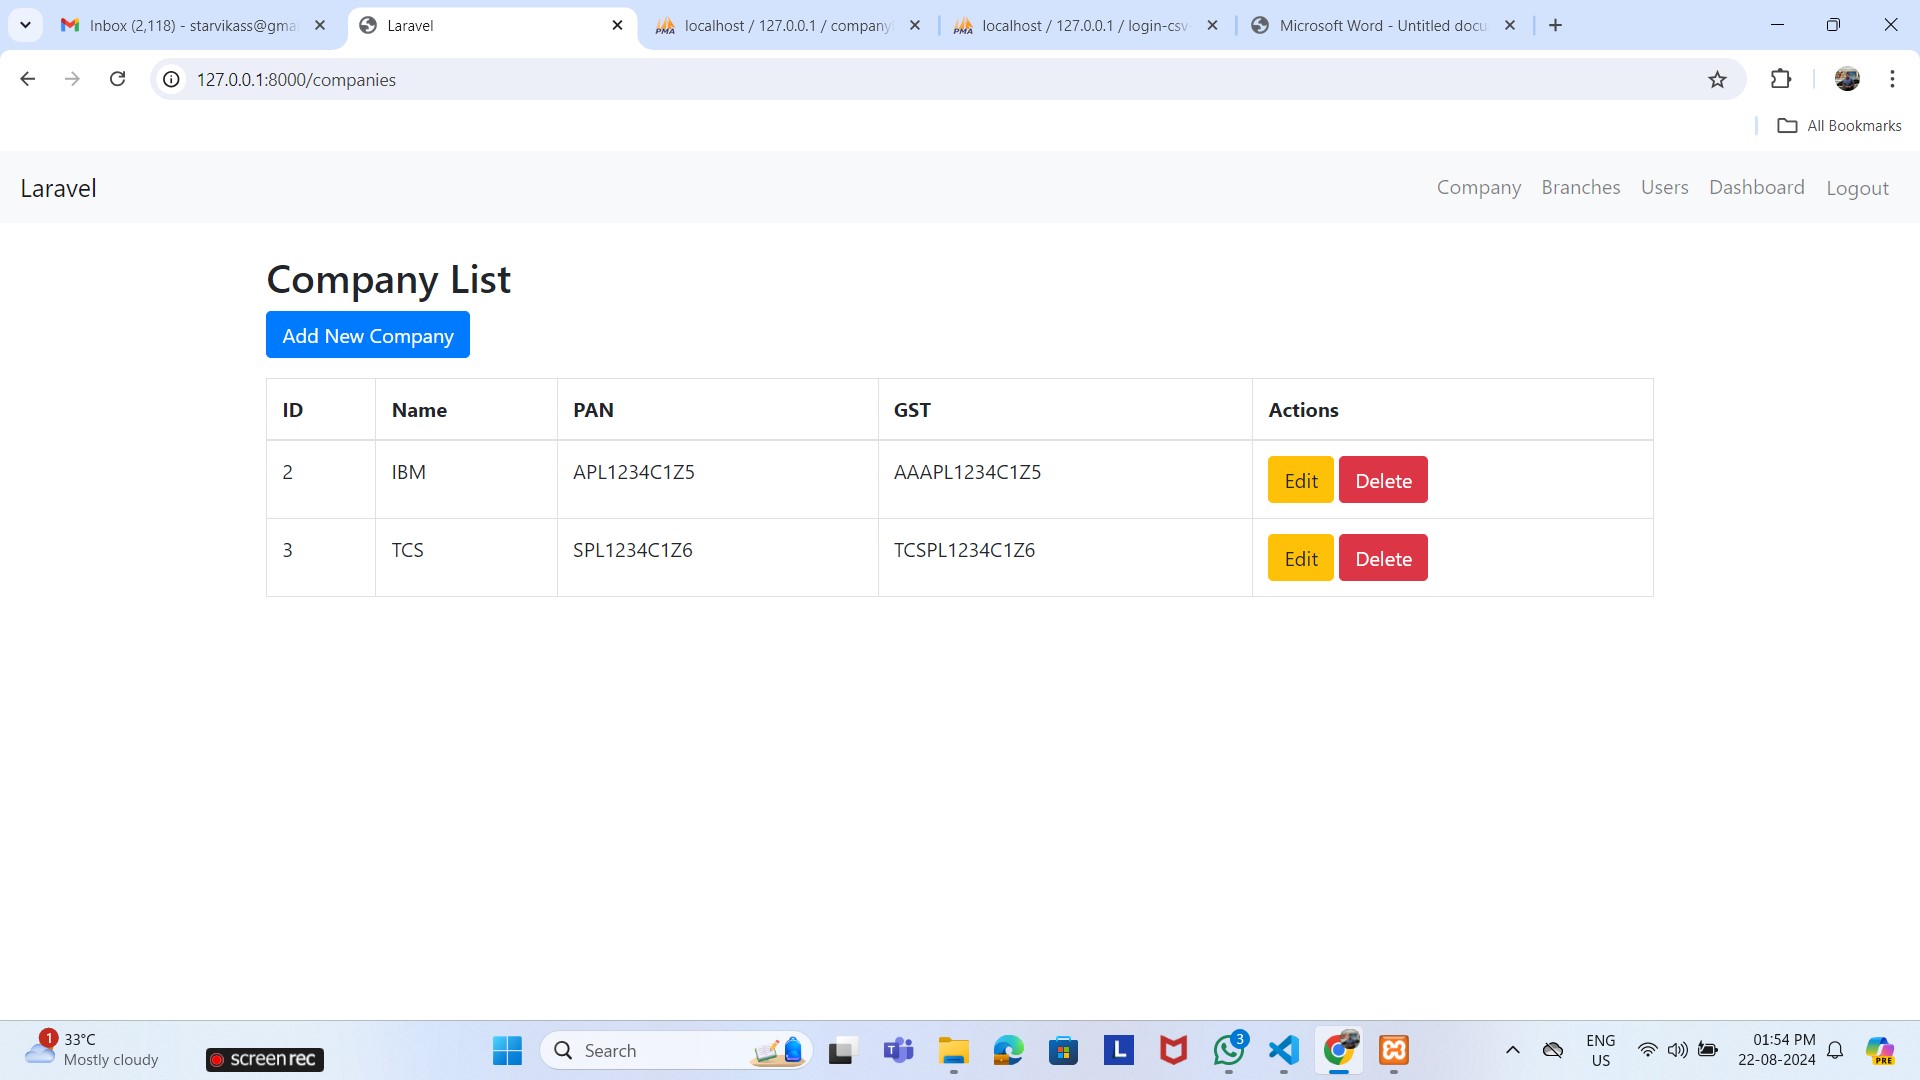 Inbox (2,118) - starvikass@gma
Laravel
localhost / 127.0.0.1 / company
localhost / 127.0.0.1 / login-csv-
Microsoft Word - Untitled docu
127.0.0.1:8000/companies
All Bookmarks
Laravel
Company Branches Users Dashboard Logout
Company List
Add New Company
ID Name PAN GST Actions
2 IBM APL1234C1Z5 AAAPL1234C1Z5 Edit Delete
3 TCS SPL1234C1Z6 TCSPL1234C1Z6 Edit Delete
1
33°C
Mostly cloudy
screenrec
Search
L
3
ENG
US
01:54 PM
22-08-2024
PRE